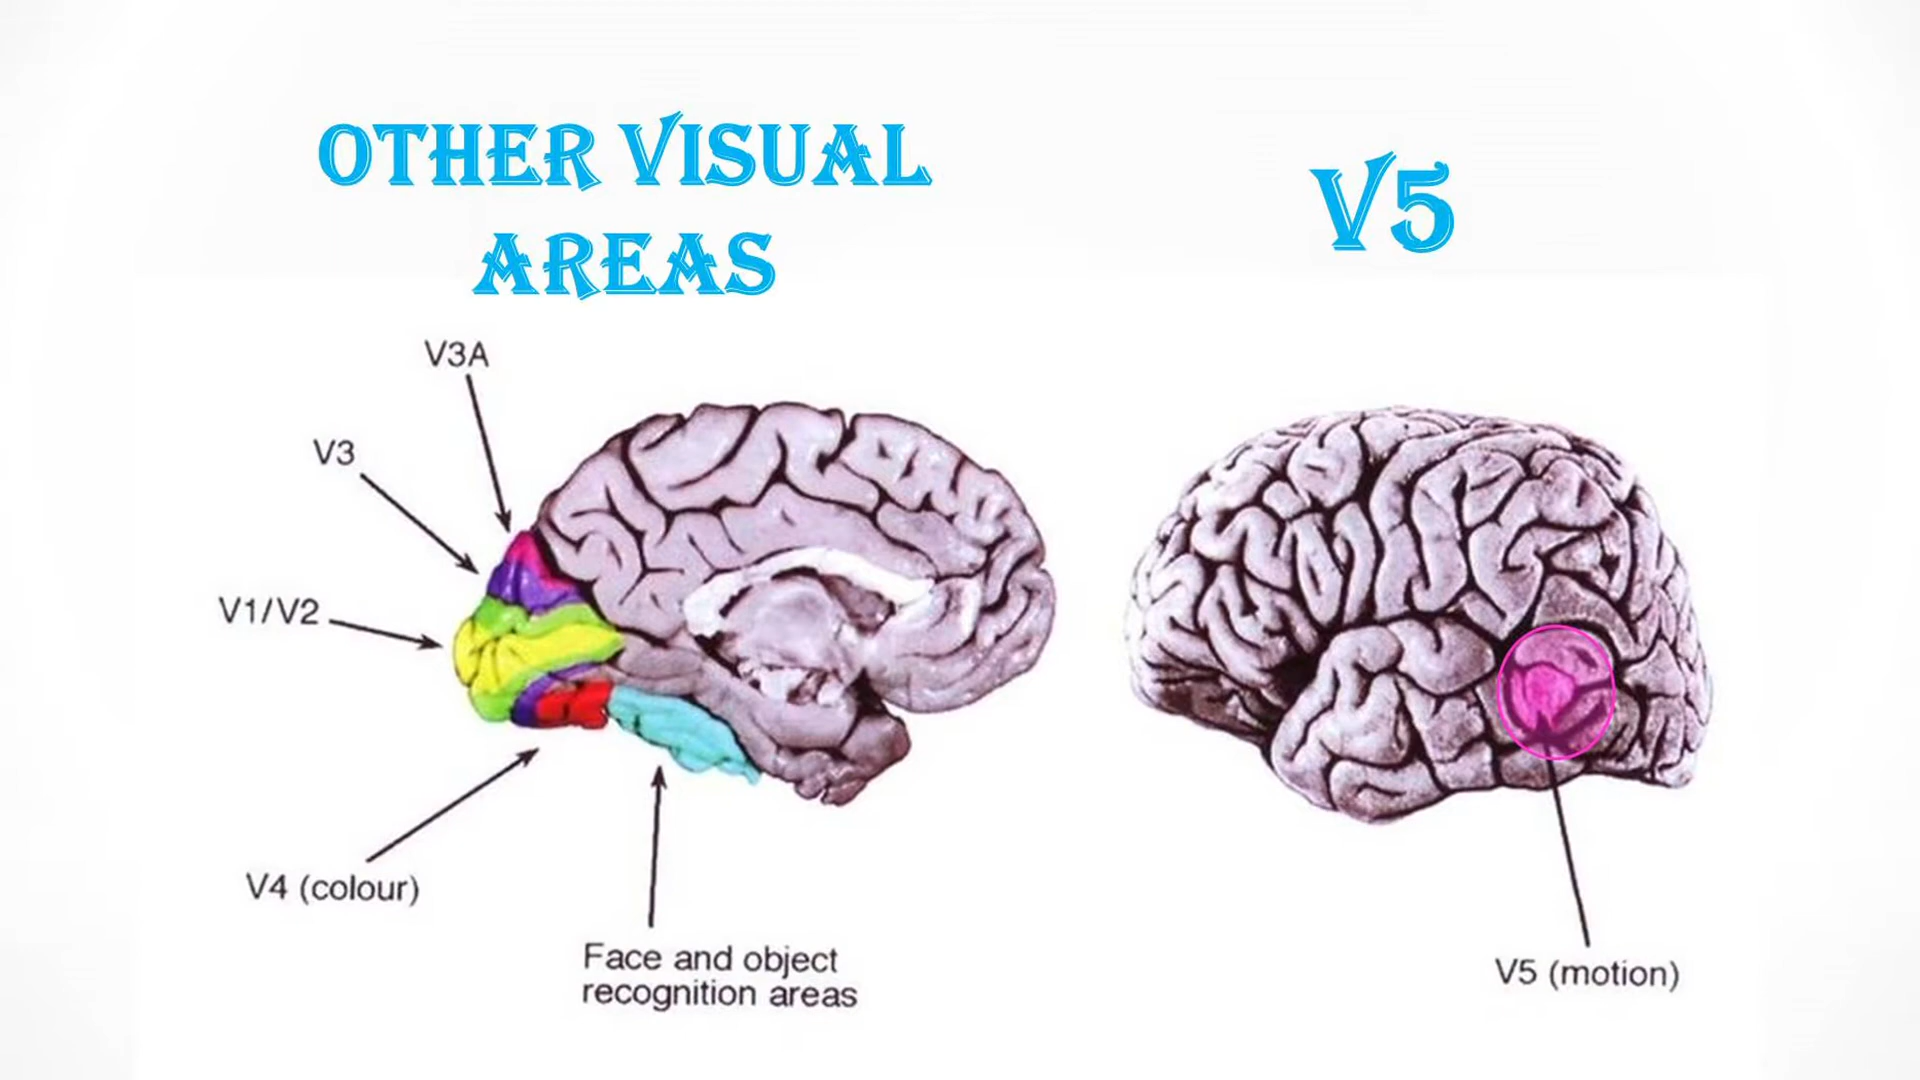 OTHER VISUAL
AREAS
V5
V3A
V3
V1/V2
V4 (colour)
Face and object
recognition areas
V5 (motion)